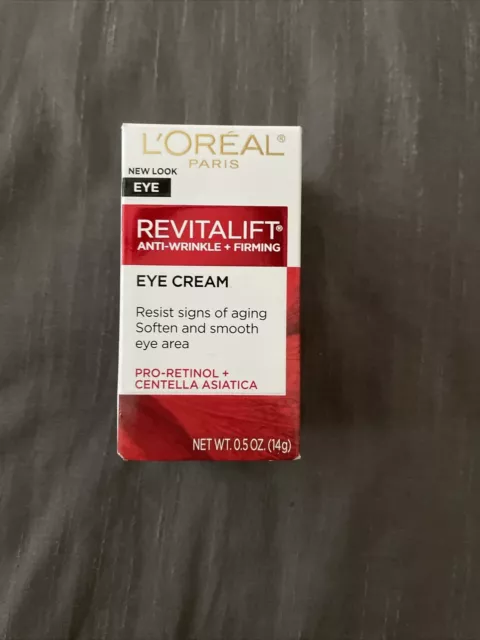 L'ORÉAL®
PARIS
NEW LOOK
EYE
REVITALIFT®
ANTI-WRINKLE + FIRMING
EYE CREAM
Resist signs of aging
Soften and smooth
eye area
PRO-RETINOL +
CENTELLA ASIATICA
NET WT. 0.5 OZ. (14g)